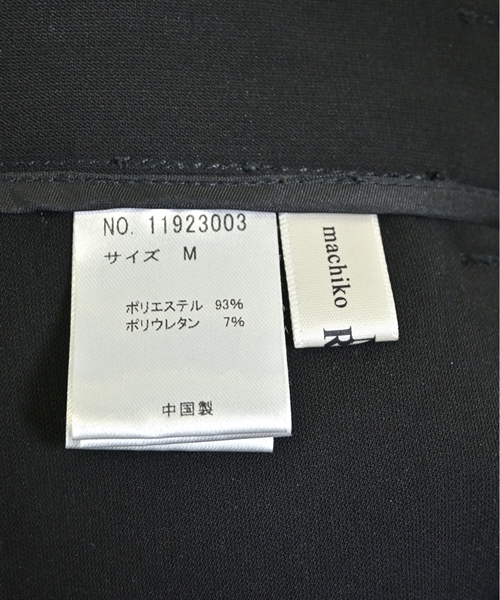 NO. 11923003
サイズ M
ポリエステル 93%
ポリウレタン 7%
中国製
machiko